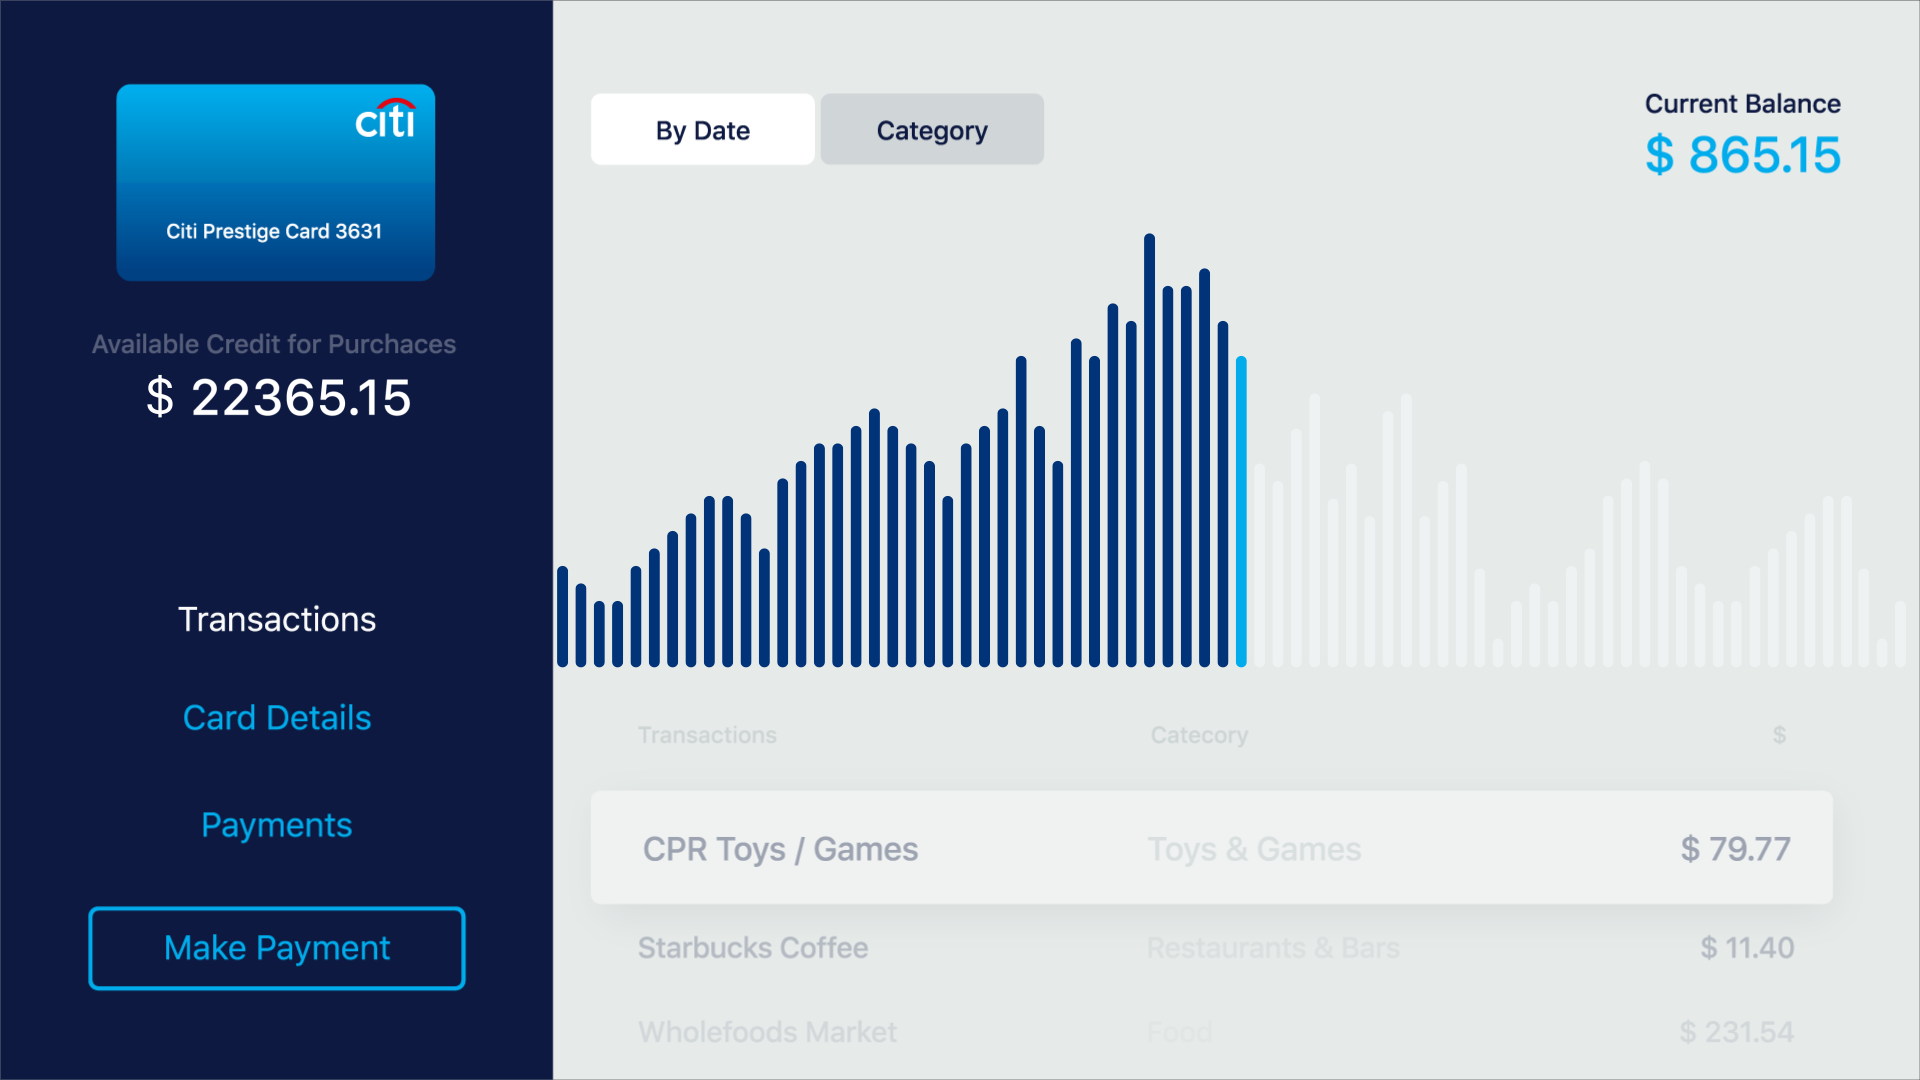 citi
Citi Prestige Card 3631
Available Credit for Purchaces
$ 22365.15
Transactions
Card Details
Payments
Make Payment
By Date
Category
Current Balance
$ 865.15
Transactions Catecory $
CPR Toys / Games Toys & Games $ 79.77
Starbucks Coffee Restaurants & Bars $ 11.40
Wholefoods Market Food $ 231.54